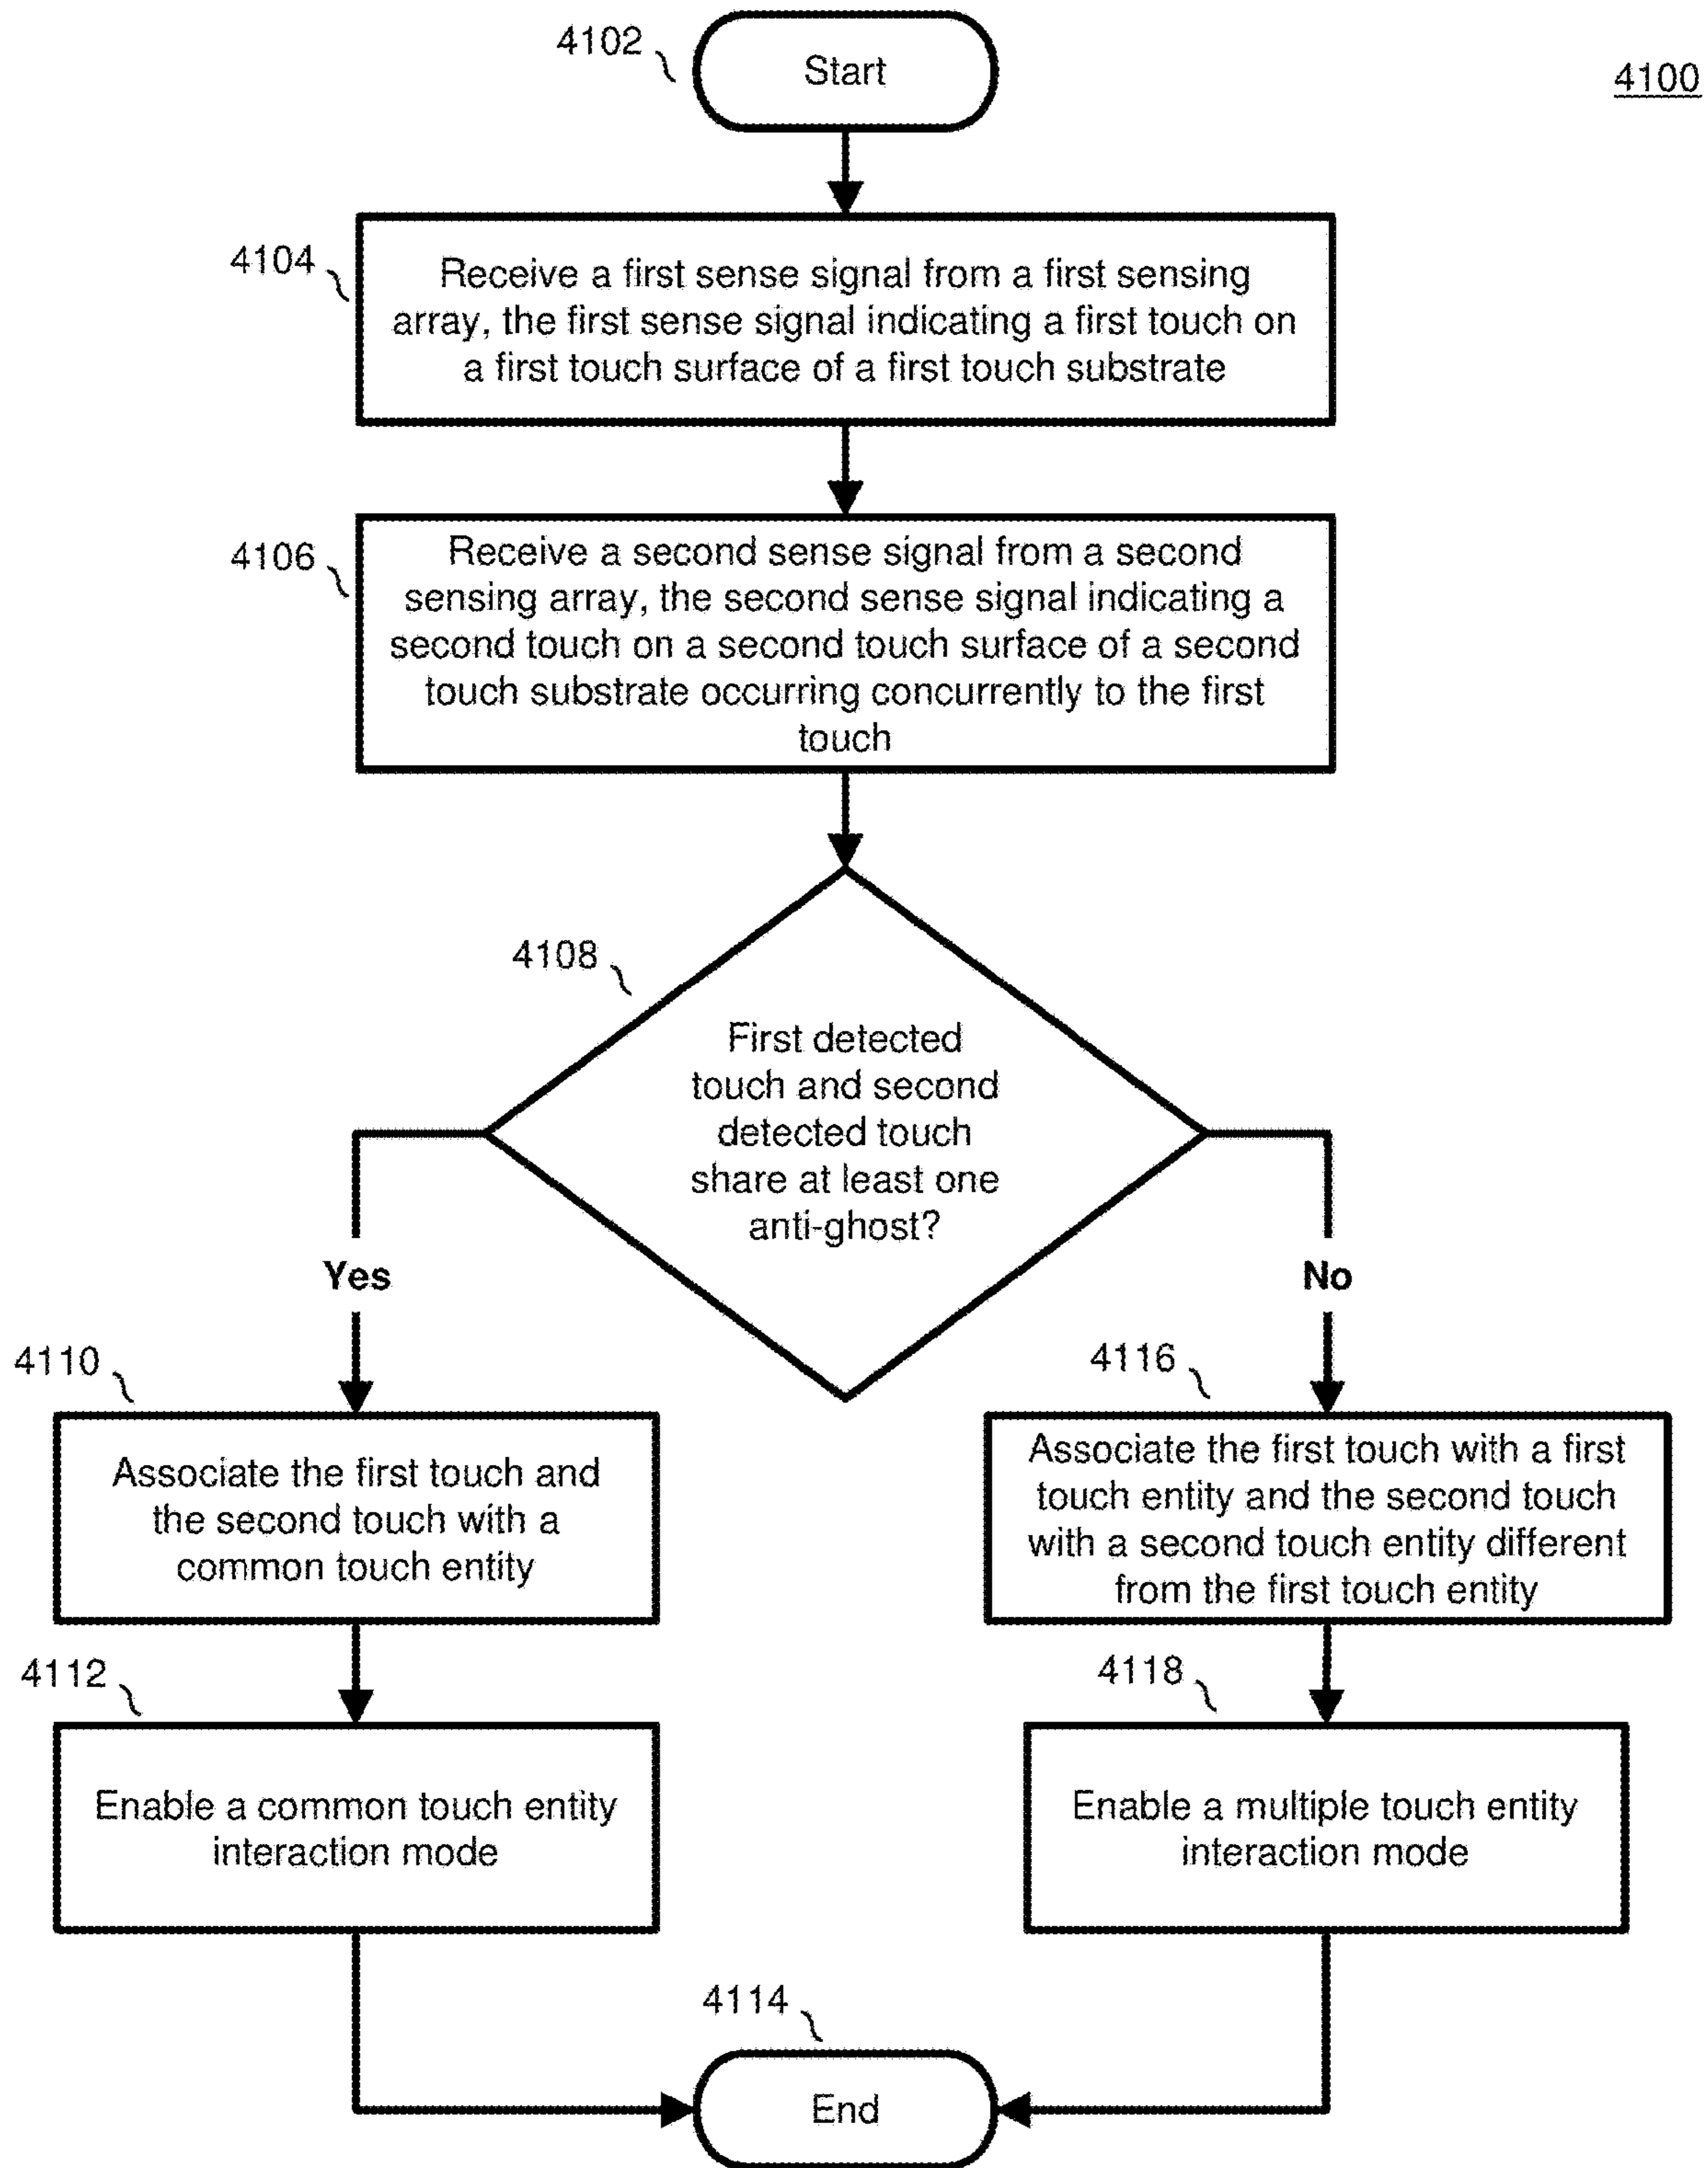 4102
Start
4100
4104
Receive a first sense signal from a first sensing
array, the first sense signal indicating a first touch on
a first touch surface of a first touch substrate
4106
Receive a second sense signal from a second
sensing array, the second sense signal indicating a
second touch on a second touch surface of a second
touch substrate occurring concurrently to the first
touch
4108
First detected
touch and second
detected touch
share at least one
anti-ghost?
Yes
No
4110
Associate the first touch and
the second touch with a
common touch entity
4116
Associate the first touch with a first
touch entity and the second touch
with a second touch entity different
from the first touch entity
4112
Enable a common touch entity
interaction mode
4118
Enable a multiple touch entity
interaction mode
4114
End